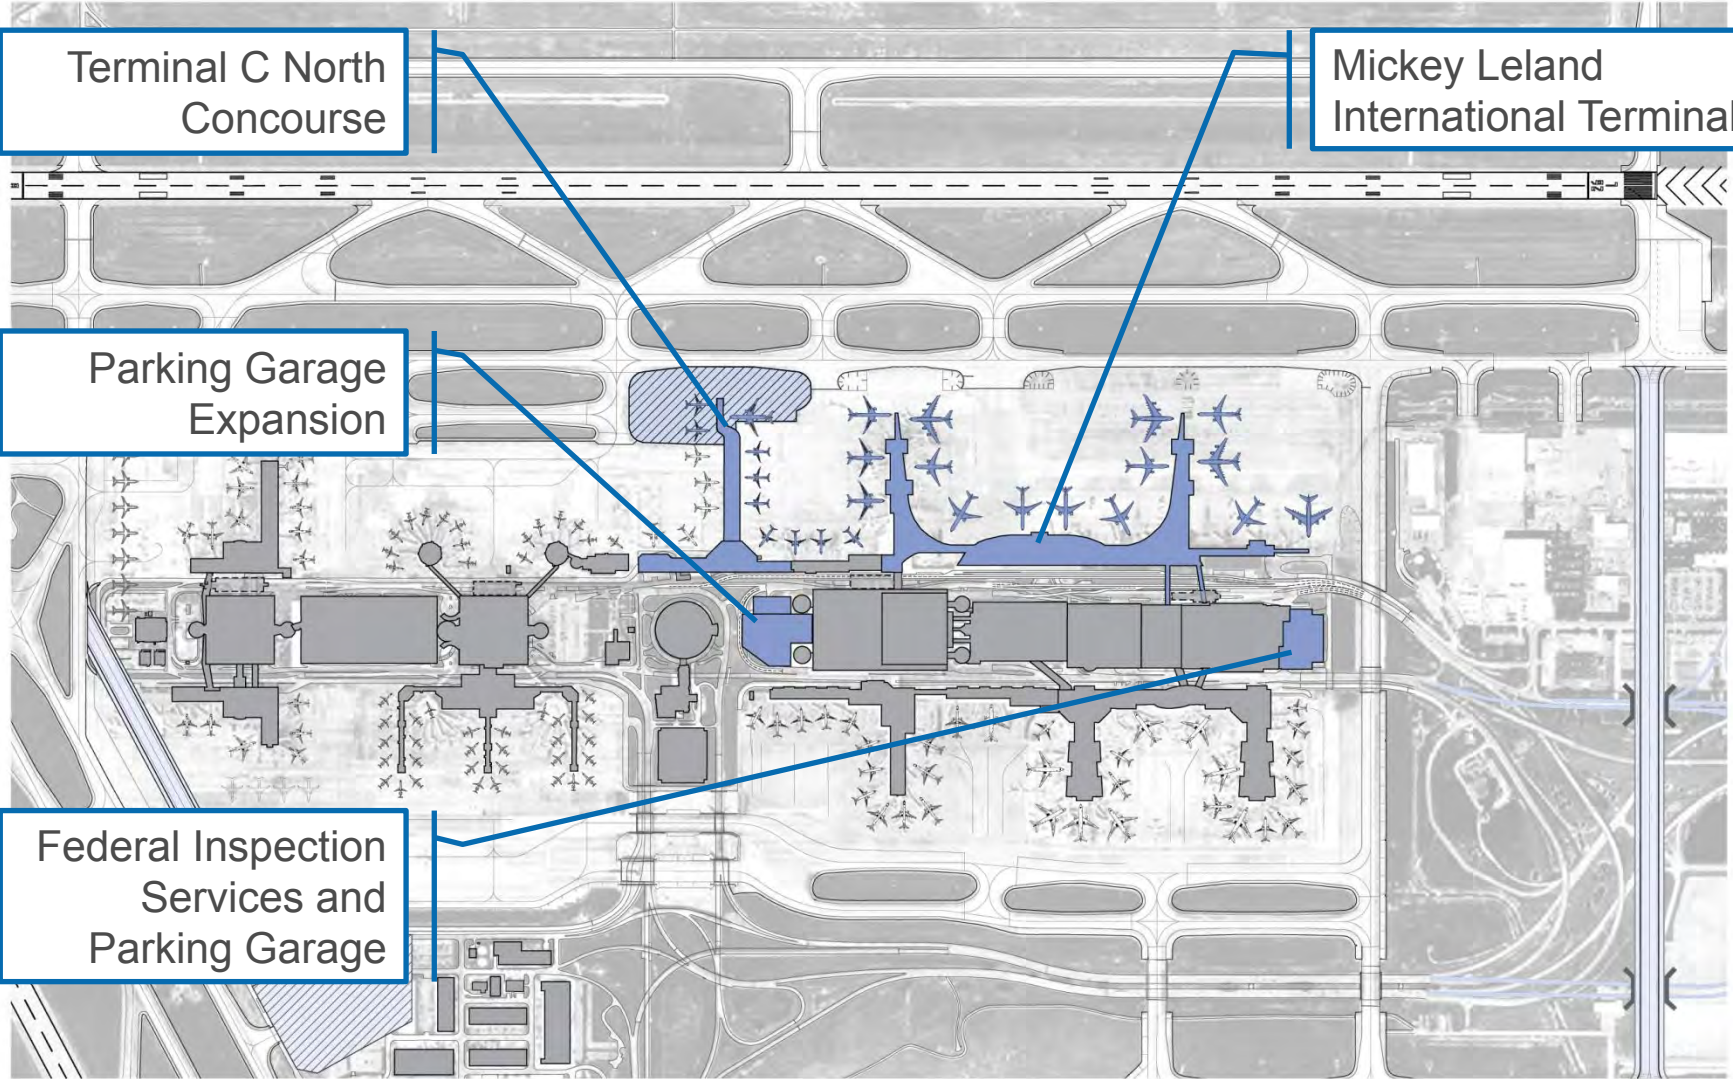 Terminal C North
Concourse
Mickey Leland
International Terminal
Parking Garage
Expansion
Federal Inspection
Services and
Parking Garage